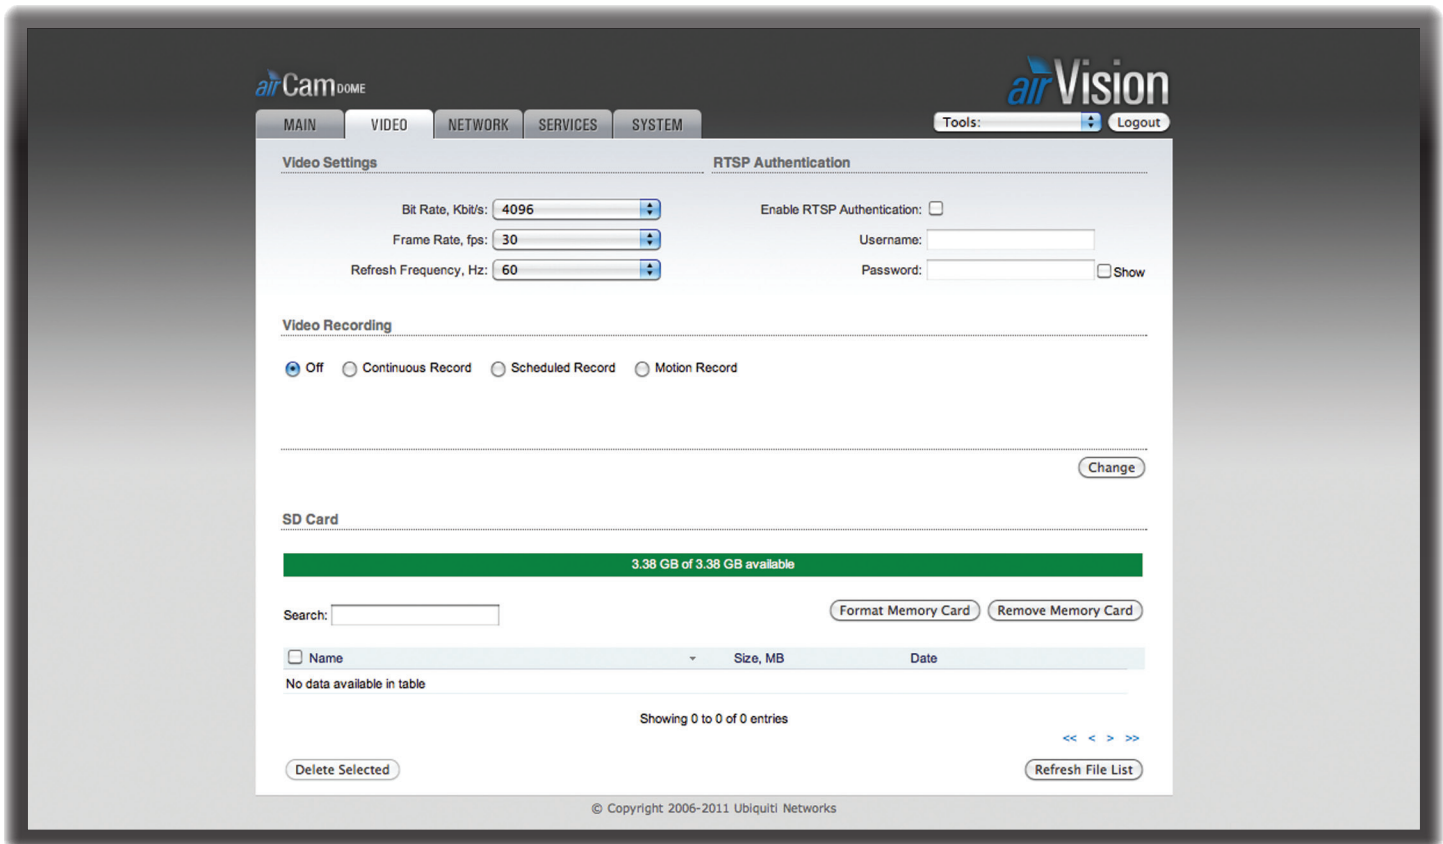 airCam DOME
airVision
MAIN VIDEO NETWORK SERVICES SYSTEM
Tools: Logout
Video Settings
Bit Rate, Kbit/s: 4096
Frame Rate, fps: 30
Refresh Frequency, Hz: 60
RTSP Authentication
Enable RTSP Authentication:
Username:
Password: Show
Video Recording
Off Continuous Record Scheduled Record Motion Record
Change
SD Card
3.38 GB of 3.38 GB available
Search: Format Memory Card Remove Memory Card
Name Size, MB Date
No data available in table
Showing 0 to 0 of 0 entries
<< < > >>
Delete Selected Refresh File List
© Copyright 2006-2011 Ubiquiti Networks